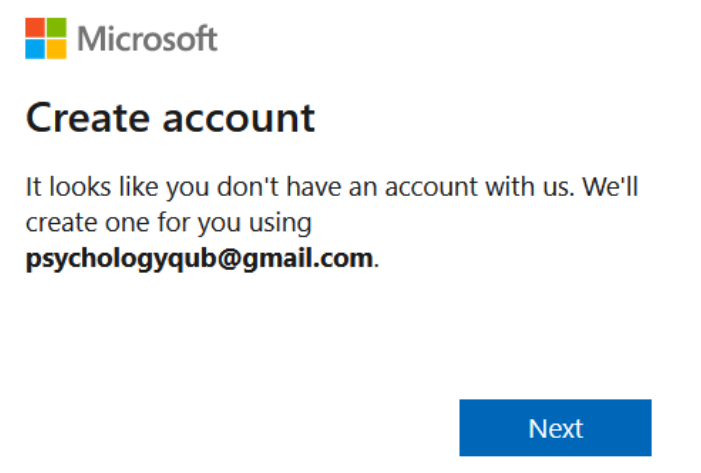 Microsoft
Create account
It looks like you don't have an account with us. We'll
create one for you using
psychologyqub@gmail.com.
Next